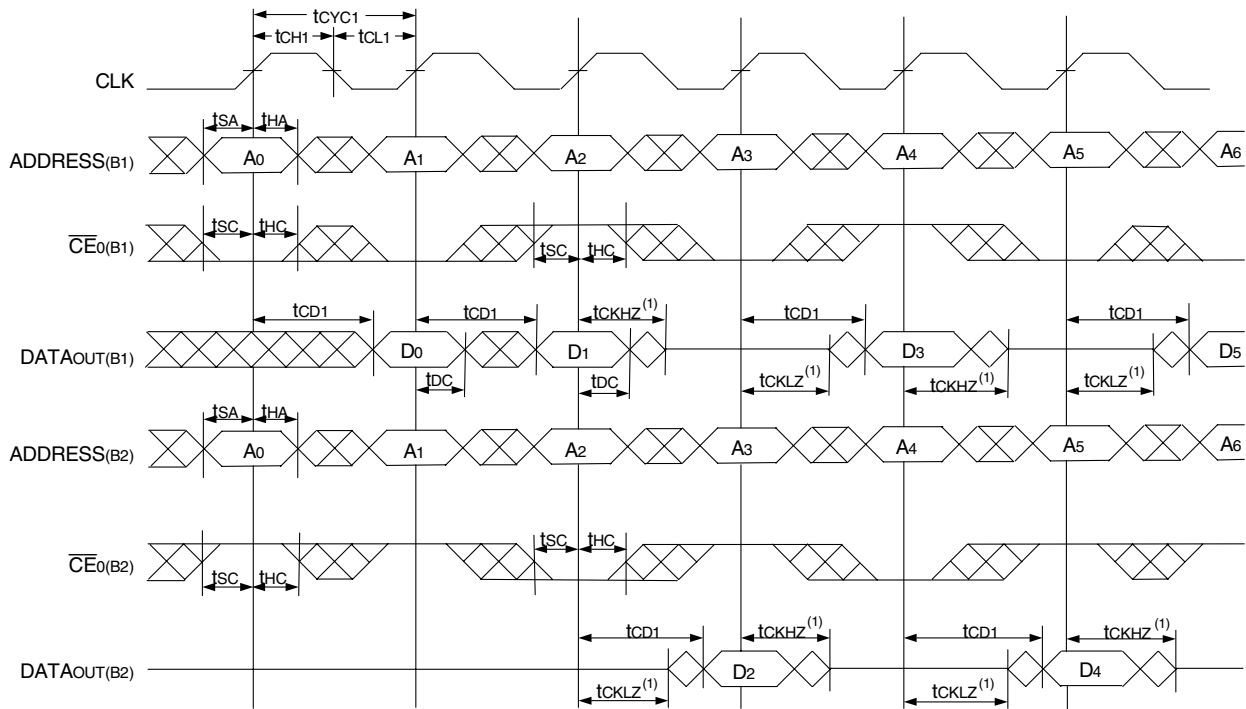 tCYC1
tCH1 tCL1
CLK
tSA tHA
ADDRESS(B1) A0 A1 A2 A3 A4 A5 A6
tSC tHC
CE0(B1) tSC tHC
tCD1 tCD1 tCKHZ(1) tCD1 tCD1
DATAOUT(B1) D0 D1 D3 D5
tDC tDC tCKLZ(1) tCKHZ(1) tCKLZ(1)
tSA tHA
ADDRESS(B2) A0 A1 A2 A3 A4 A5 A6
tSC tHC
CE0(B2)
tSC tHC
tCD1 tCKHZ(1) tCD1 tCKHZ(1)
DATAOUT(B2) D2 D4
tCKLZ(1) tCKLZ(1)